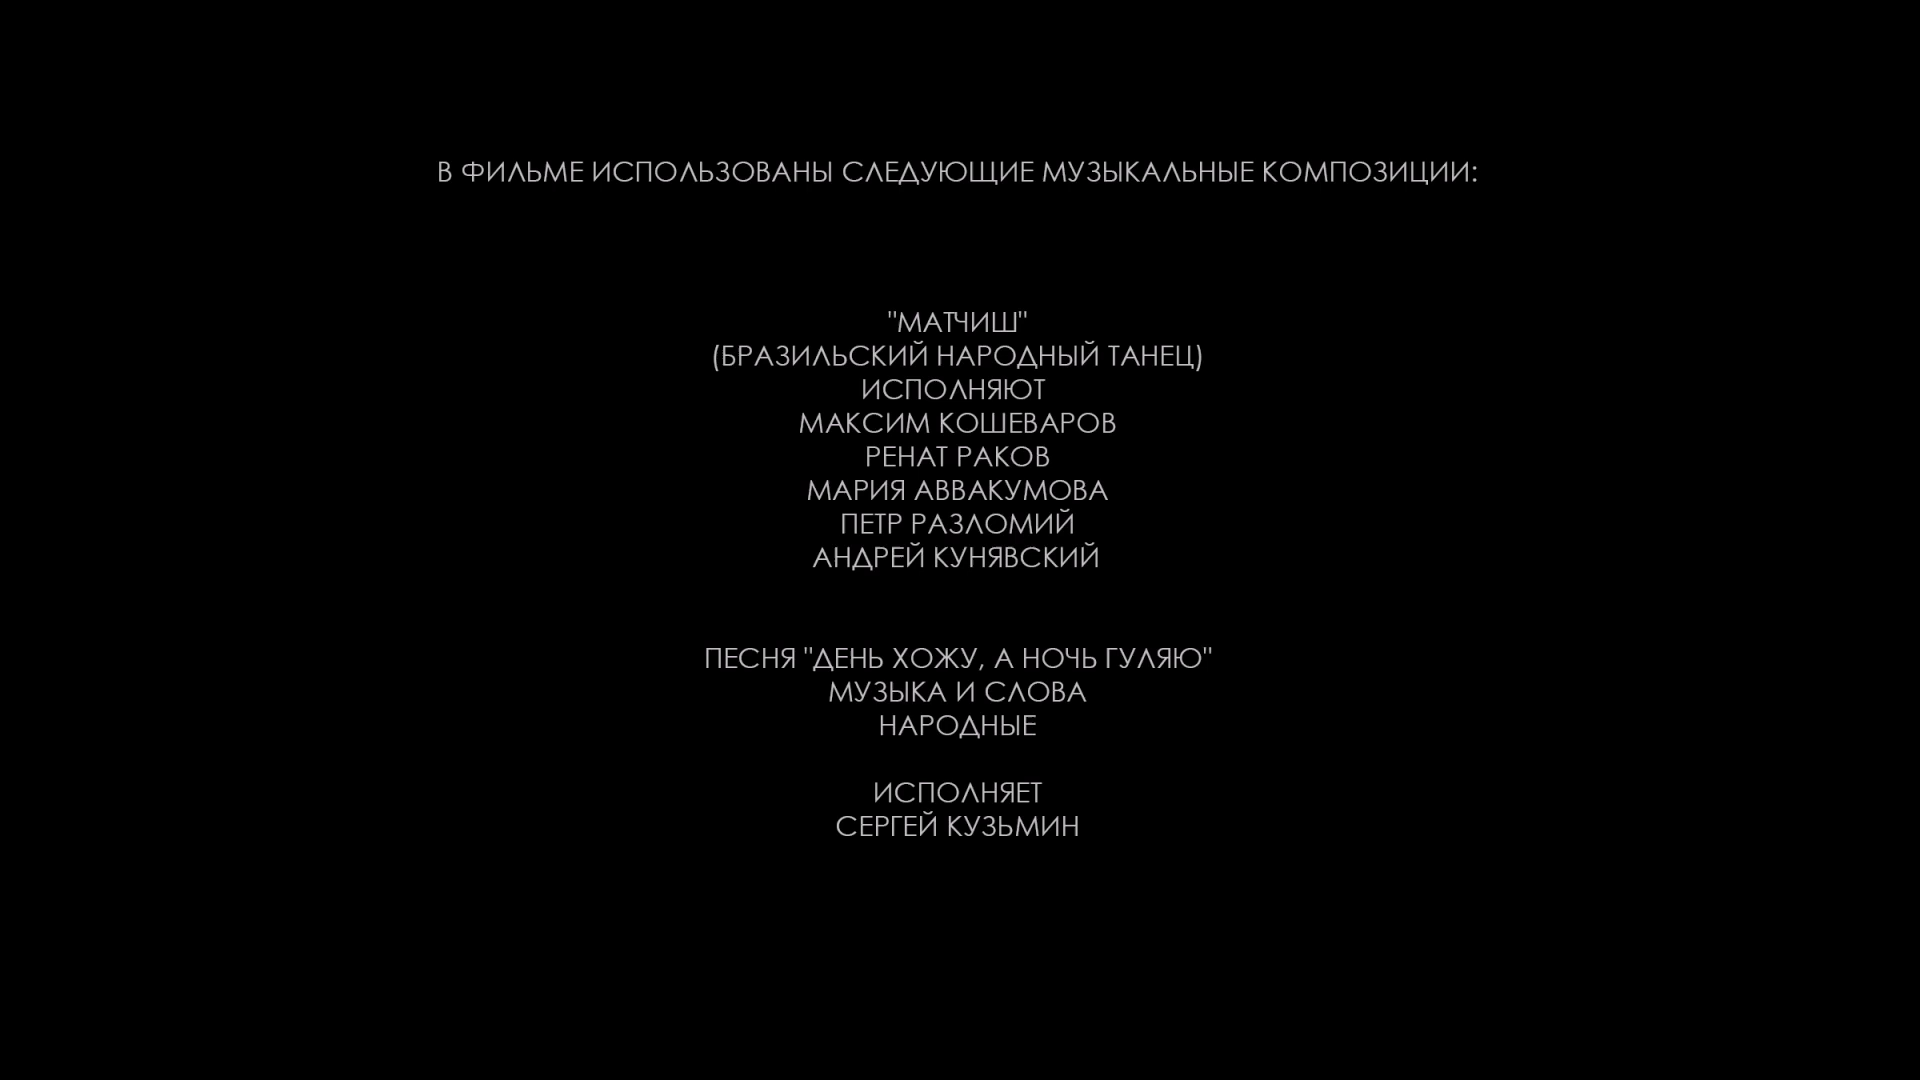 В ФИЛЬМЕ ИСПОЛЬЗОВАНЫ СЛЕДУЮЩИЕ МУЗЫКАЛЬНЫЕ КОМПОЗИЦИИ:
"МАТЧИШ"
(БРАЗИЛЬСКИЙ НАРОДНЫЙ ТАНЕЦ)
ИСПОЛНЯЮТ
МАКСИМ КОШЕВАРОВ
РЕНАТ РАКОВ
МАРИЯ АВВАКУМОВА
ПЕТР РАЗЛОМИЙ
АНДРЕЙ КУНЯВСКИЙ
ПЕСНЯ "ДЕНЬ ХОЖУ, А НОЧЬ ГУЛЯЮ"
МУЗЫКА И СЛОВА
НАРОДНЫЕ
ИСПОЛНЯЕТ
СЕРГЕЙ КУЗЬМИН